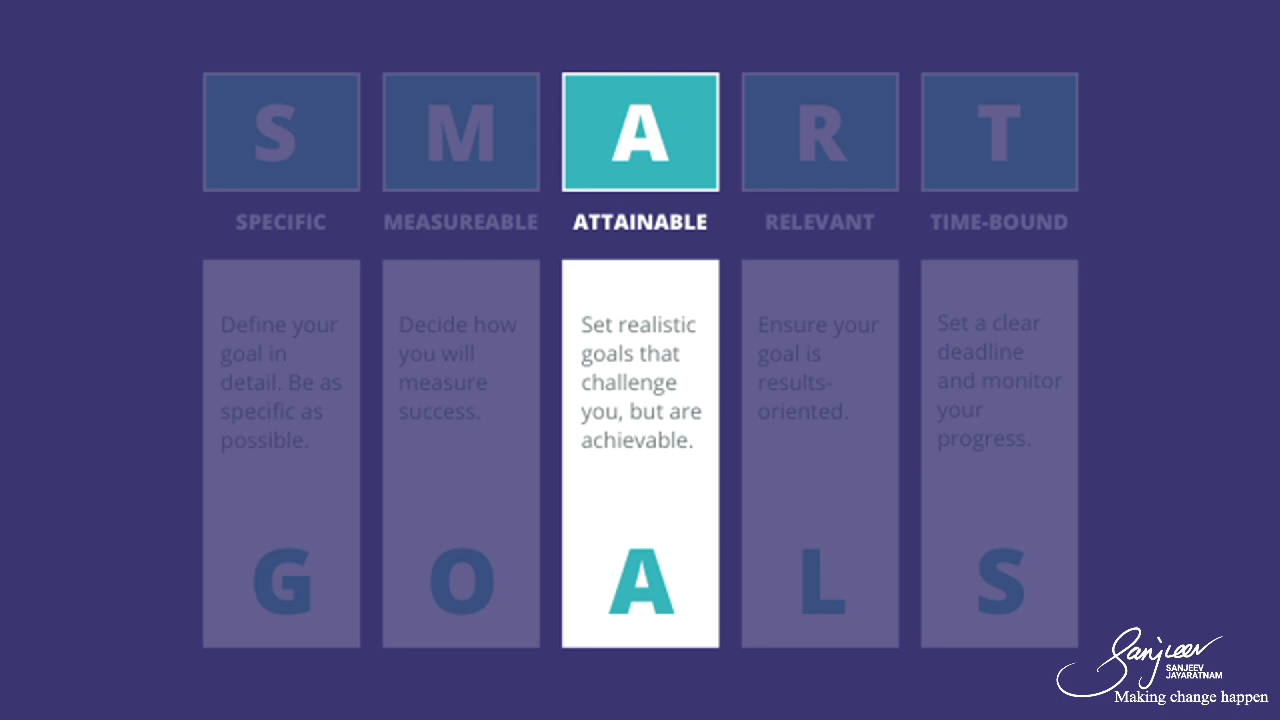 S M A R T
SPECIFIC MEASUREABLE ATTAINABLE RELEVANT TIME-BOUND
Define your
goal in
detail. Be as
specific as
possible.
Decide how
you will
measure
success.
Set realistic
goals that
challenge
you, but are
achievable.
Ensure your
goal is
results-
oriented.
Set a clear
deadline
and monitor
your
progress.
G O A L S
Sanjeev
SANJEEV
JAYARATNAM
Making change happen